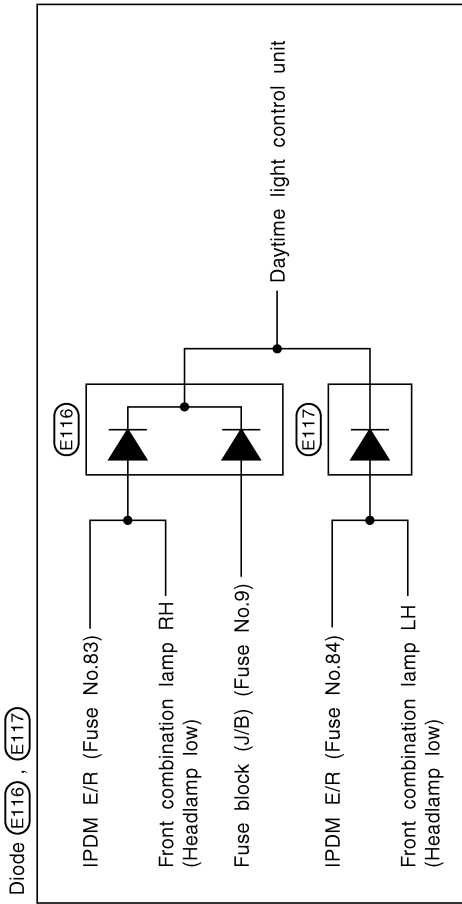 Diode E116 , E117
IPDM E/R (Fuse No.83)
Front combination lamp RH
(Headlamp low)
Fuse block (J/B) (Fuse No.9)
IPDM E/R (Fuse No.84)
Front combination lamp LH
(Headlamp low)
E116
E117
Daytime light control unit